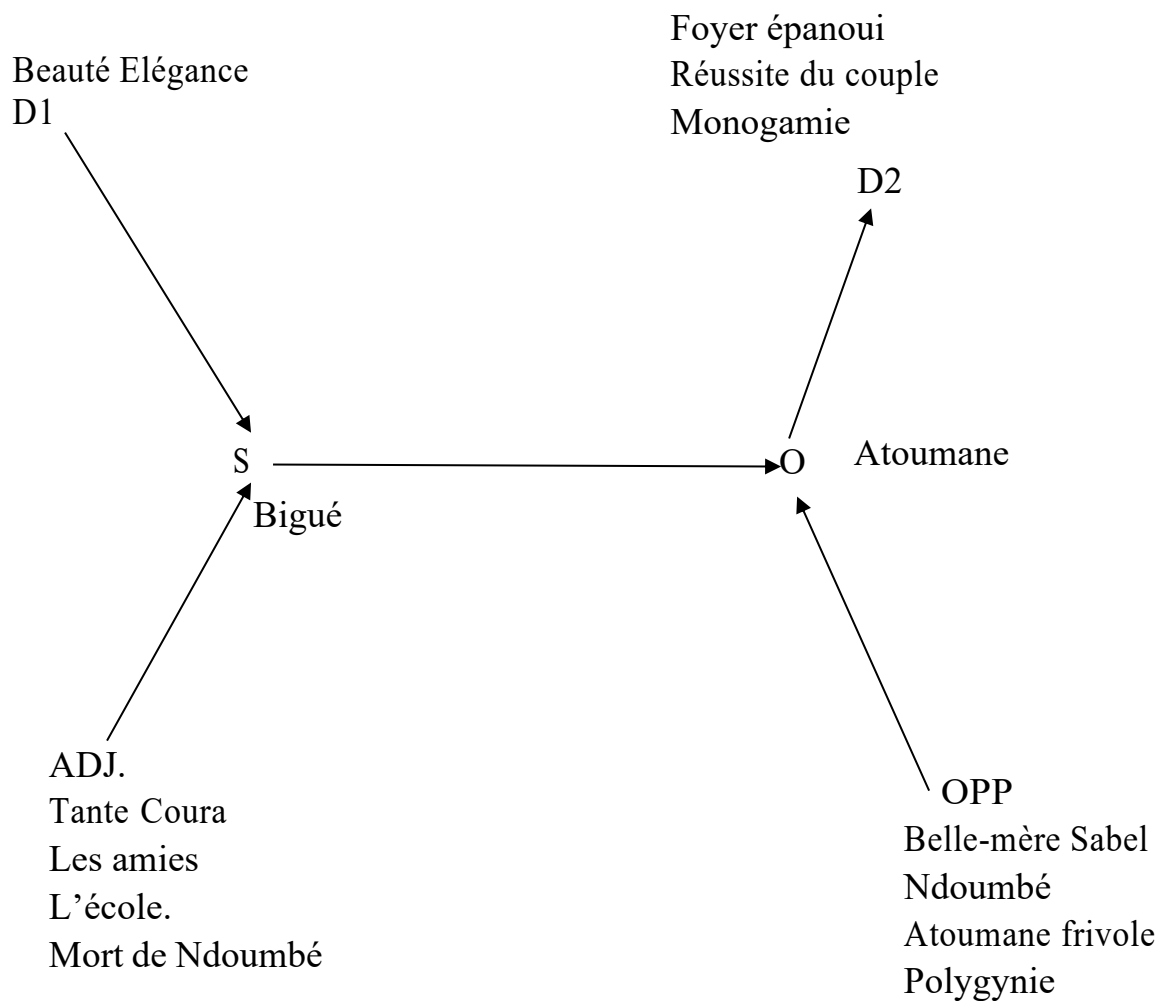 Beauté Elégance
D1
Foyer épanoui
Réussite du couple
Monogamie
D2
S
Bigué
O
Atoumane
ADJ.
Tante Coura
Les amies
L’école.
Mort de Ndoumbé
OPP
Belle-mère Sabel
Ndoumbé
Atoumane frivole
Polygynie